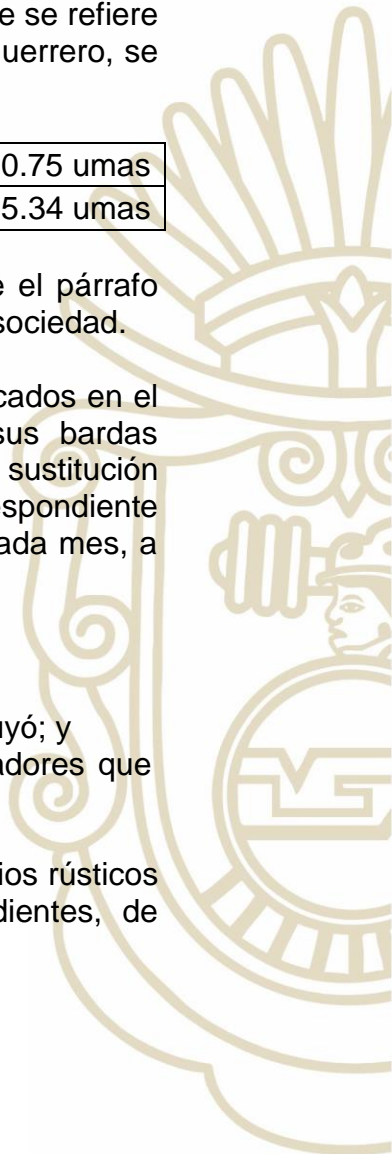 e se refiere
uerrero, se
0.75 umas
5.34 umas
e el párrafo
sociedad.
cados en el
sus bardas
sustitución
espondiente
ada mes, a
uyó; y
adores que
ios rústicos
dientes, de